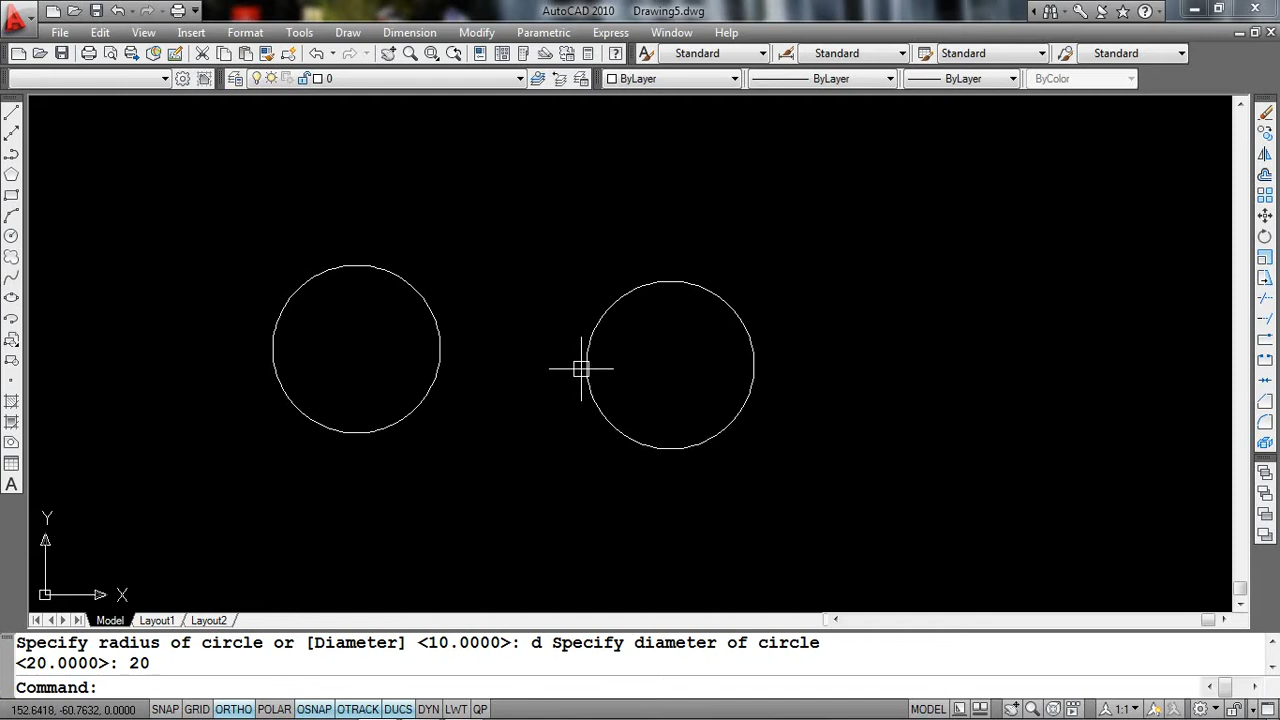 AutoCAD 2010 Drawing5.dwg
File Edit View Insert Format Tools Draw Dimension Modify Parametric Express Window Help
Standard Standard Standard Standard
0 ByLayer ByLayer ByLayer ByColor
Y
X
Model Layout1 Layout2
Specify radius of circle or [Diameter] <10.0000>: d Specify diameter of circle
<20.0000>: 20
Command:
152.6418, -60.7632, 0.0000 SNAP GRID ORTHO POLAR OSNAP OTRACK DUCS DYN LWT QP MODEL 1:1